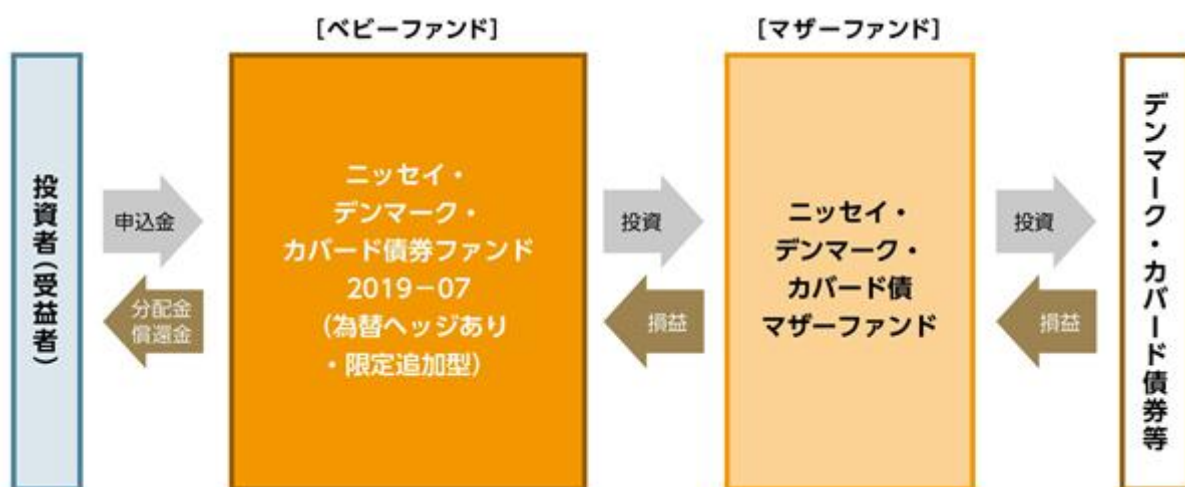 ［ベビーファンド］
［マザーファンド］
投資者（受益者）
申込金
分配金
償還金
ニッセイ・
デンマーク・
カバード債券ファンド
2019－07
（為替ヘッジあり
・限定追加型）
投資
損益
ニッセイ・
デンマーク・
カバード債
マザーファンド
投資
損益
デンマーク・カバード債券等